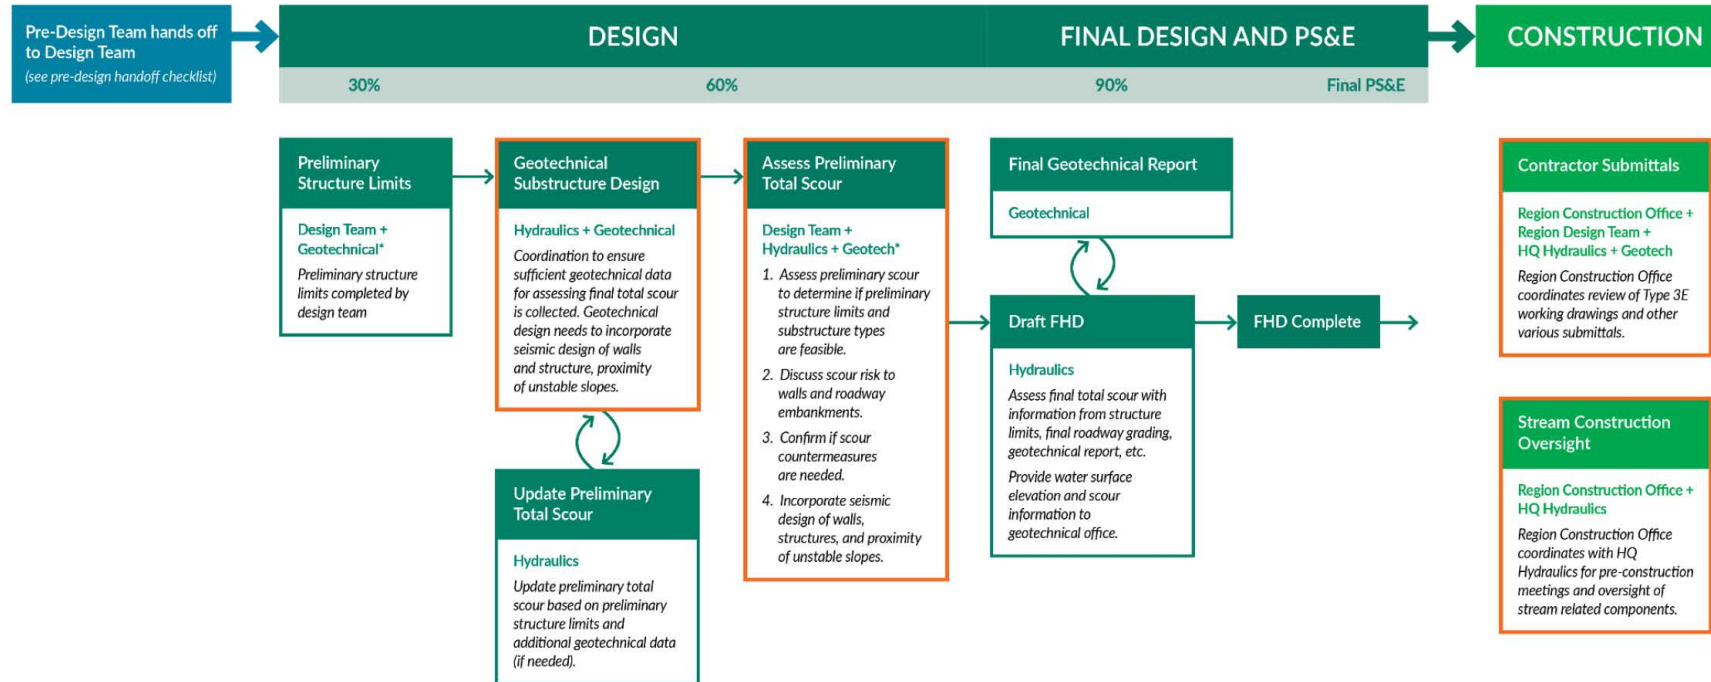 Pre-Design Team hands off
to Design Team
(see pre-design handoff checklist)
DESIGN
FINAL DESIGN AND PS&E
CONSTRUCTION
30%
60%
90%
Final PS&E
Preliminary
Structure Limits
Design Team +
Geotechnical*
Preliminary structure
limits completed by
design team
Geotechnical
Substructure Design
Hydraulics + Geotechnical
Coordination to ensure
sufficient geotechnical data
for assessing final total scour
is collected. Geotechnical
design needs to incorporate
seismic design of walls
and structure, proximity
of unstable slopes.
Update Preliminary
Total Scour
Hydraulics
Update preliminary total
scour based on preliminary
structure limits and
additional geotechnical data
(if needed).
Assess Preliminary
Total Scour
Design Team +
Hydraulics + Geotech*
1. Assess preliminary scour
to determine if preliminary
structure limits and
substructure types
are feasible.
2. Discuss scour risk to
walls and roadway
embankments.
3. Confirm if scour
countermeasures
are needed.
4. Incorporate seismic
design of walls,
structures, and proximity
of unstable slopes.
Final Geotechnical Report
Geotechnical
Draft FHD
Hydraulics
Assess final total scour with
information from structure
limits, final roadway grading,
geotechnical report, etc.
Provide water surface
elevation and scour
information to
geotechnical office.
FHD Complete
Contractor Submittals
Region Construction Office +
Region Design Team +
HQ Hydraulics + Geotech
Region Construction Office
coordinates review of Type 3E
working drawings and other
various submittals.
Stream Construction
Oversight
Region Construction Office +
HQ Hydraulics
Region Construction Office
coordinates with HQ
Hydraulics for pre-construction
meetings and oversight of
stream related components.